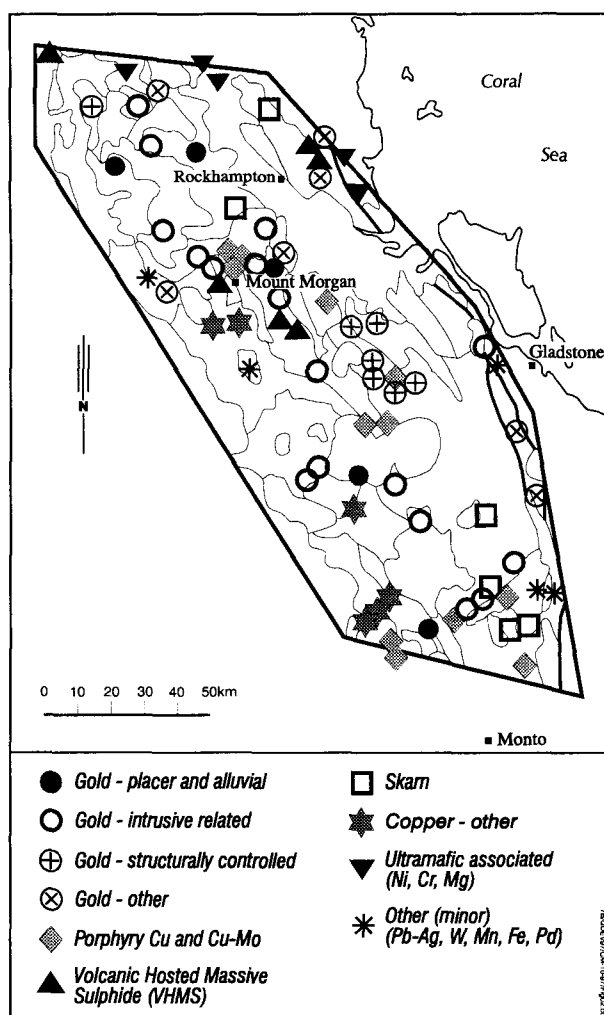 Coral
Sea
Rockhampton
Mount Morgan
Gladstone
N
0 10 20 30 40 50km
Monto
Gold - placer and alluvial
Gold - intrusive related
Gold - structurally controlled
Gold - other
Porphyry Cu and Cu-Mo
Volcanic Hosted Massive
Sulphide (VHMS)
Skarn
Copper - other
Ultramafic associated
(Ni, Cr, Mg)
Other (minor)
(Pb-Ag, W, Mn, Fe, Pd)